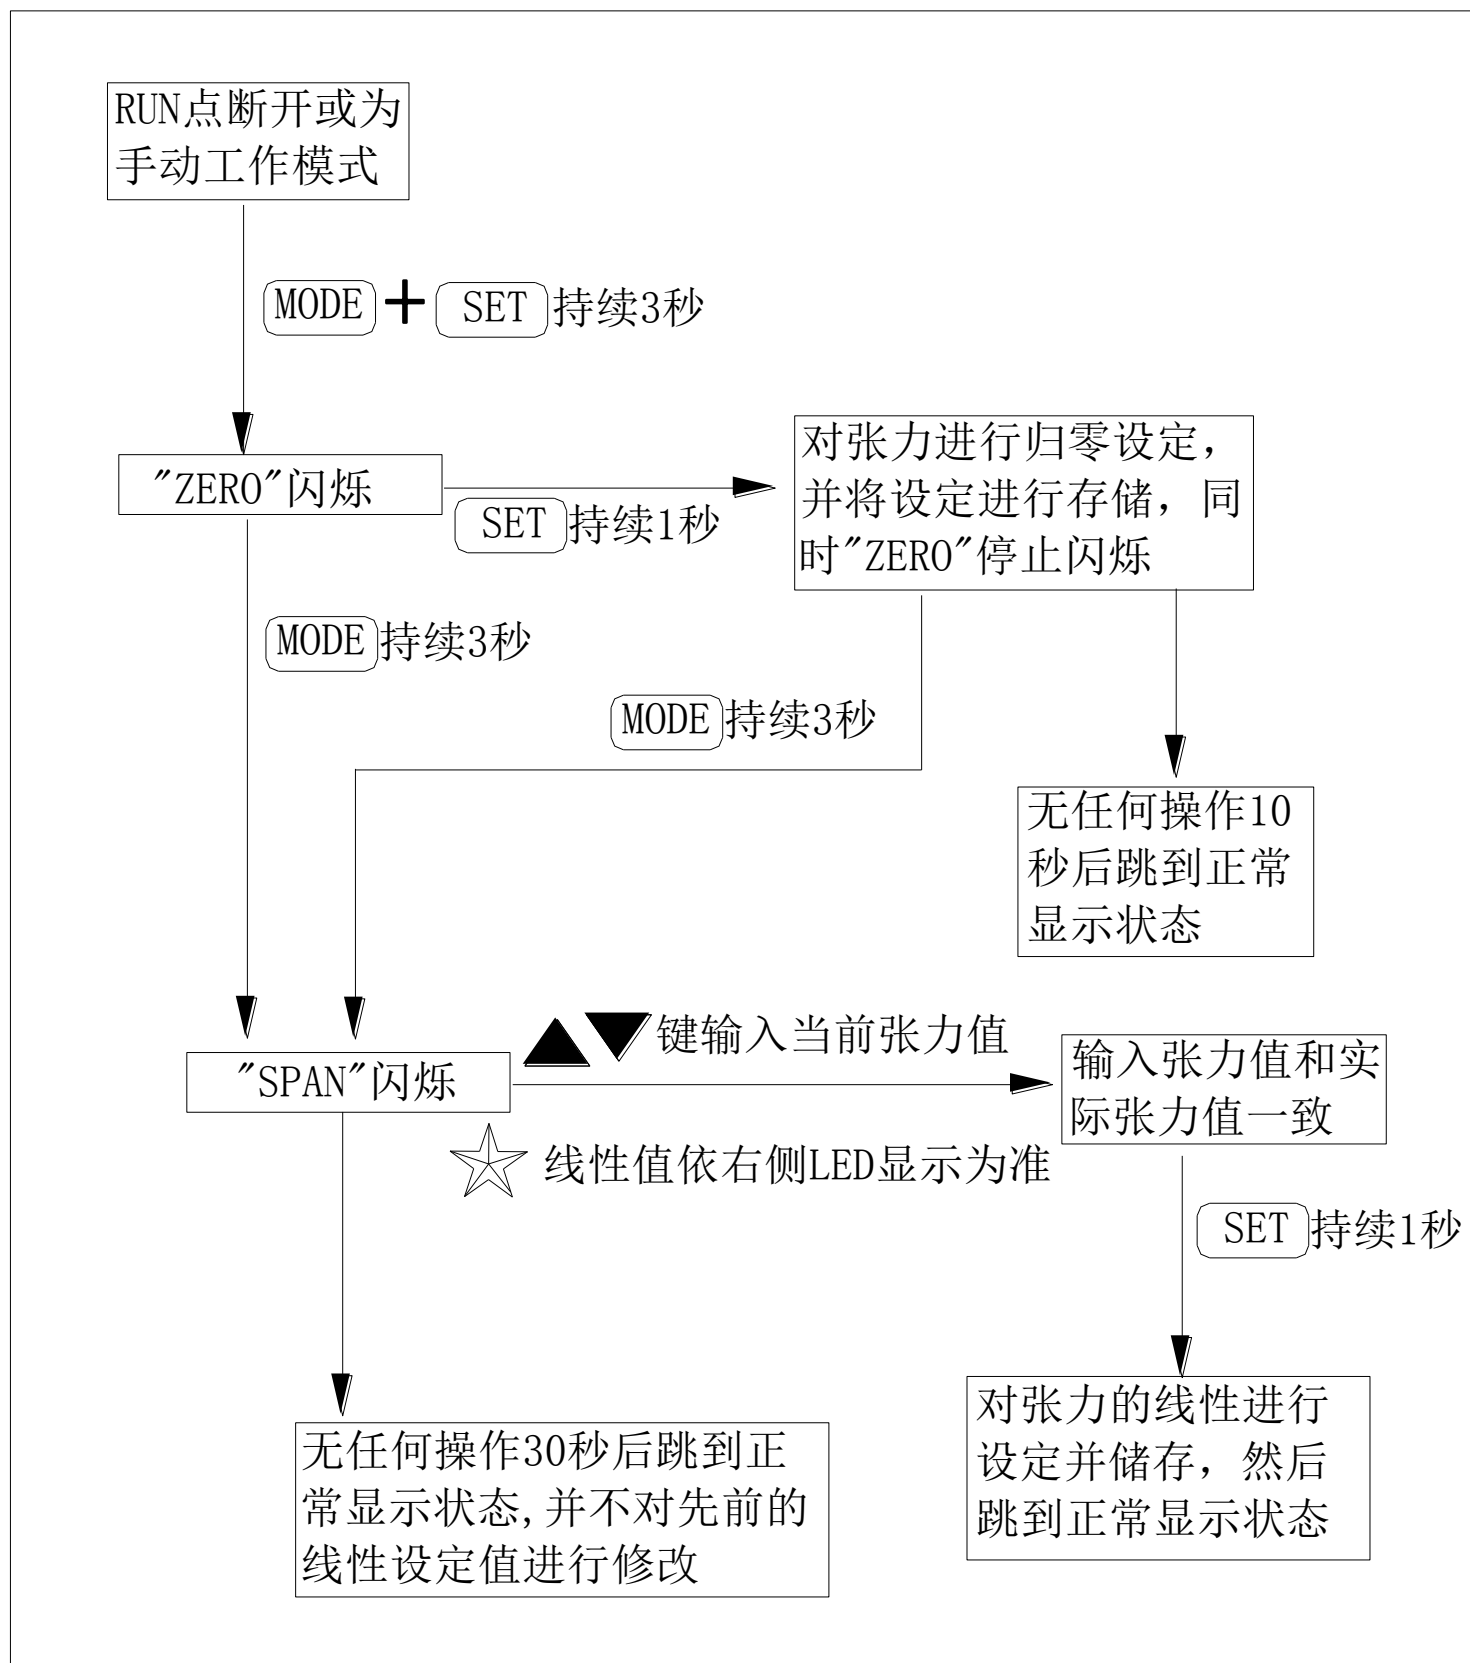 RUN点断开或为
手动工作模式
MODE + SET 持续3秒
"ZERO"闪烁
SET 持续1秒
对张力进行归零设定，
并将设定进行存储，同
时"ZERO"停止闪烁
MODE 持续3秒
MODE 持续3秒
无任何操作10
秒后跳到正常
显示状态
"SPAN"闪烁
▲▼键输入当前张力值
☆ 线性值依右侧LED显示为准
输入张力值和实
际张力值一致
SET 持续1秒
无任何操作30秒后跳到正
常显示状态,并不对先前的
线性设定值进行修改
对张力的线性进行
设定并储存，然后
跳到正常显示状态